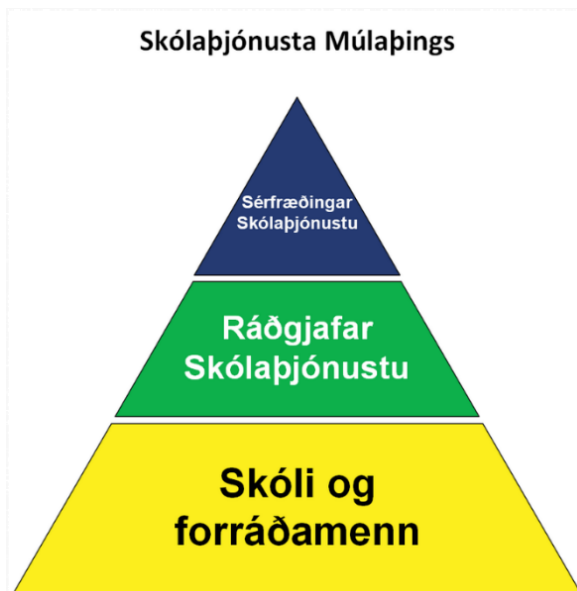 Skólaþjónusta Múlaþings
Sérfræðingar
Skólaþjónustu
Ráðgjafar
Skólaþjónustu
Skóli og
forráðamenn